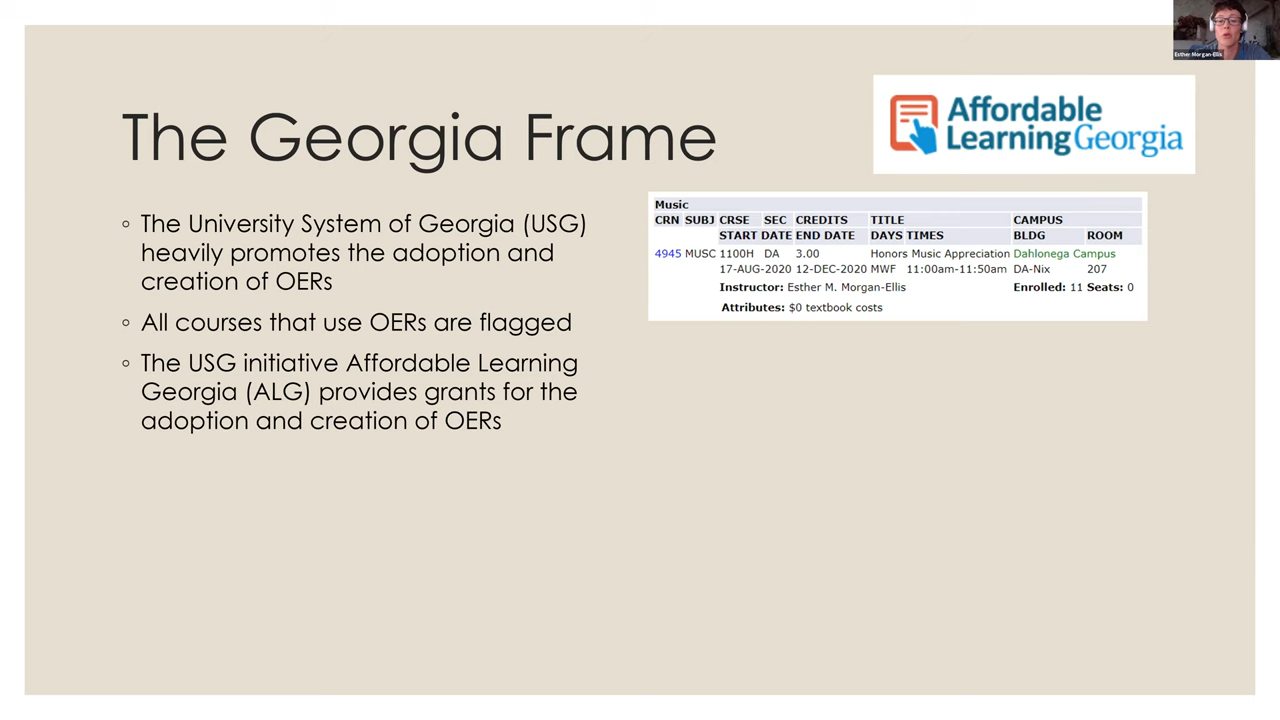 Esther Morgan-Ellis
The Georgia Frame
Affordable
Learning Georgia
◦ The University System of Georgia (USG)
heavily promotes the adoption and
creation of OERs
◦ All courses that use OERs are flagged
◦ The USG initiative Affordable Learning
Georgia (ALG) provides grants for the
adoption and creation of OERs
Music
CRN SUBJ CRSE SEC CREDITS TITLE CAMPUS
START DATE END DATE DAYS TIMES BLDG ROOM
4945 MUSC 1100H DA 3.00 Honors Music Appreciation Dahlonega Campus
17-AUG-2020 12-DEC-2020 MWF 11:00am-11:50am DA-Nix 207
Instructor: Esther M. Morgan-Ellis Enrolled: 11 Seats: 0
Attributes: $0 textbook costs